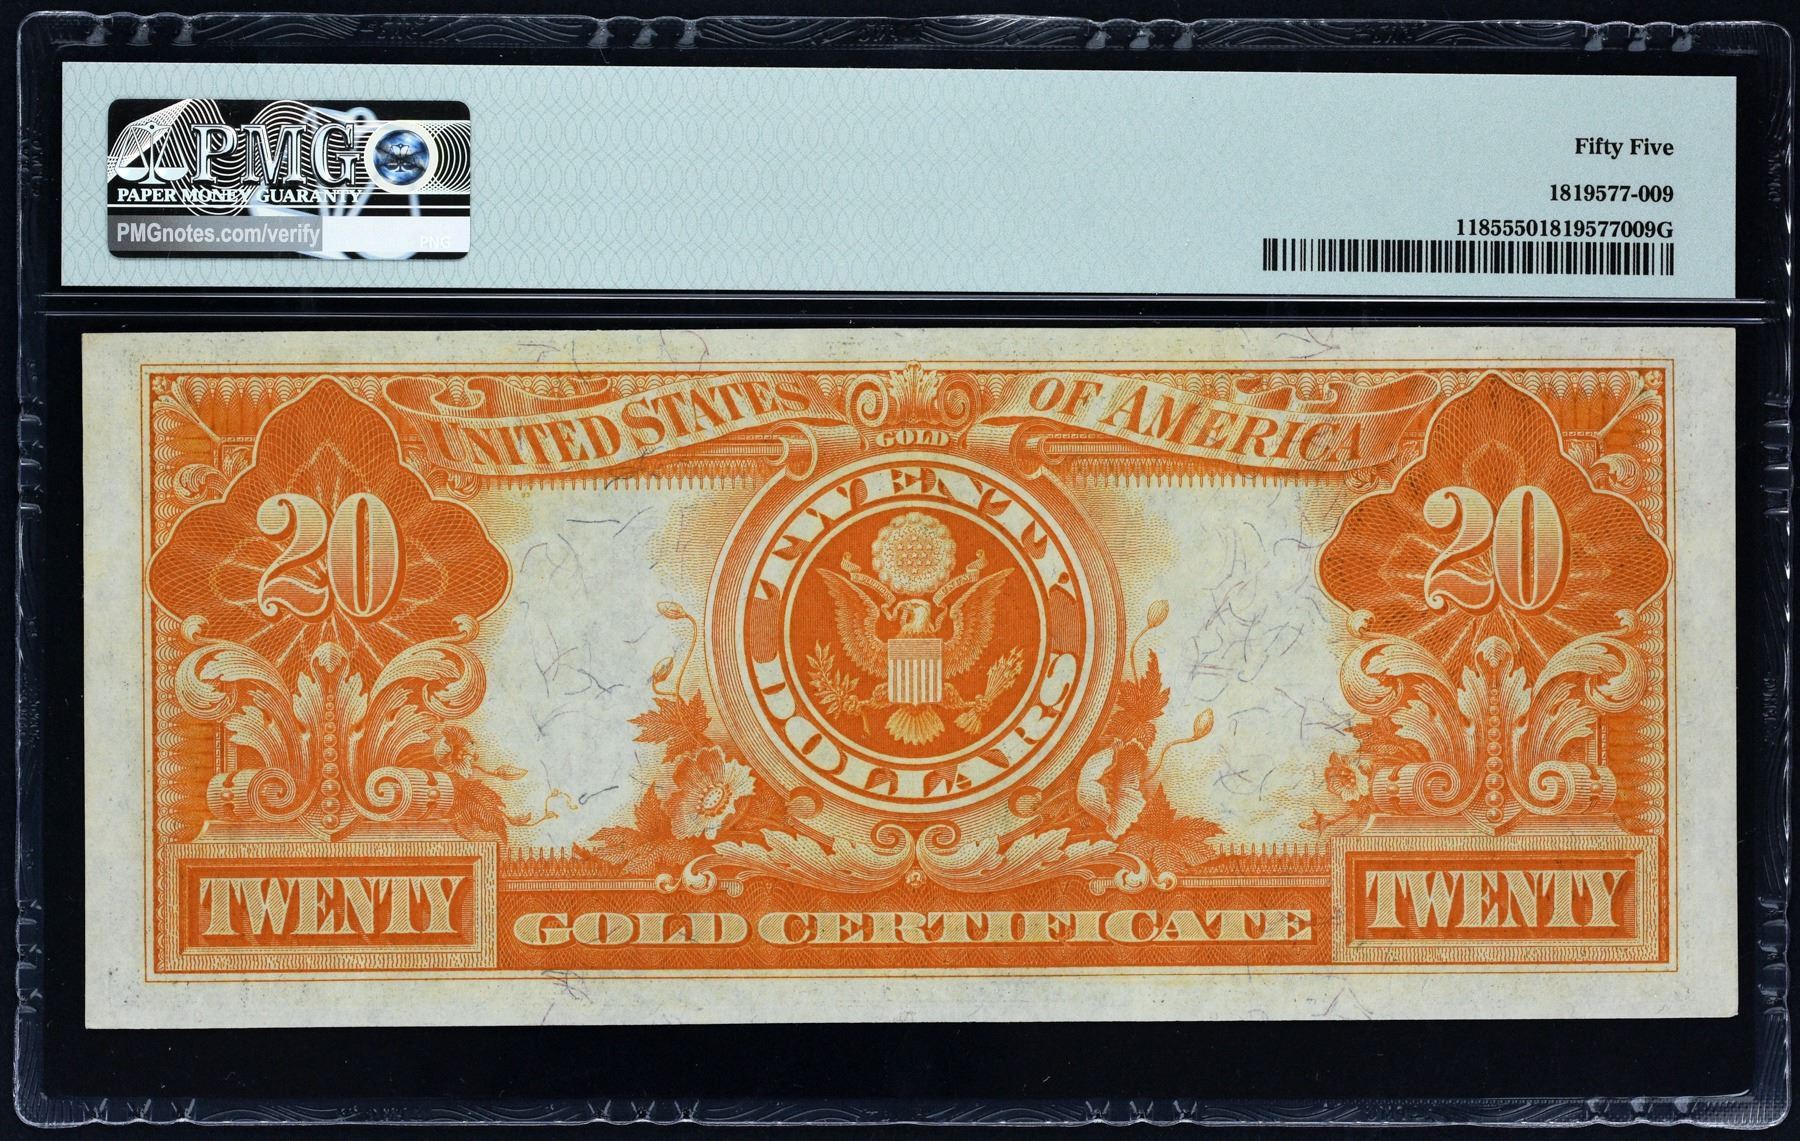 PMG
PAPER MONEY GUARANTY
PMGnotes.com/verify
PNG
Fifty Five
1819577-009
11855501819577009G
UNITED STATES OF AMERICA
GOLD
TWENTY
DOLLARS
20
20
TWENTY
GOLD CERTIFICATE
TWENTY